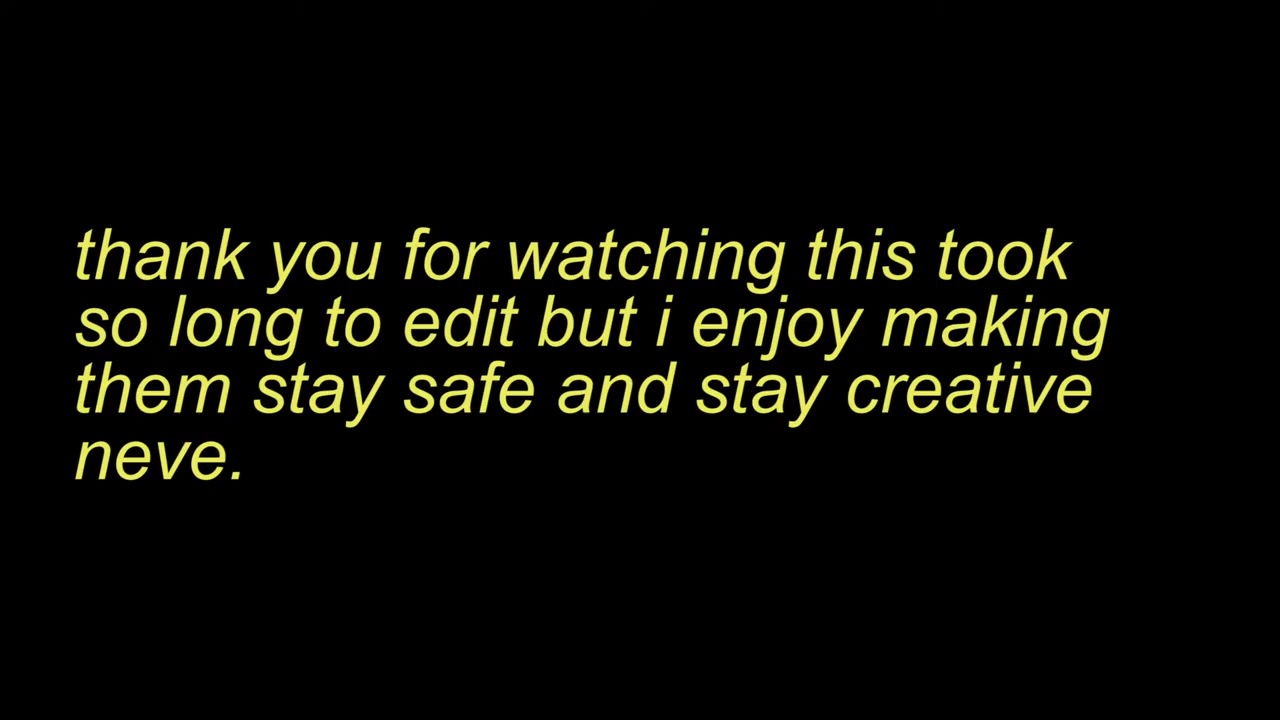 thank you for watching this took
so long to edit but i enjoy making
them stay safe and stay creative
neve.